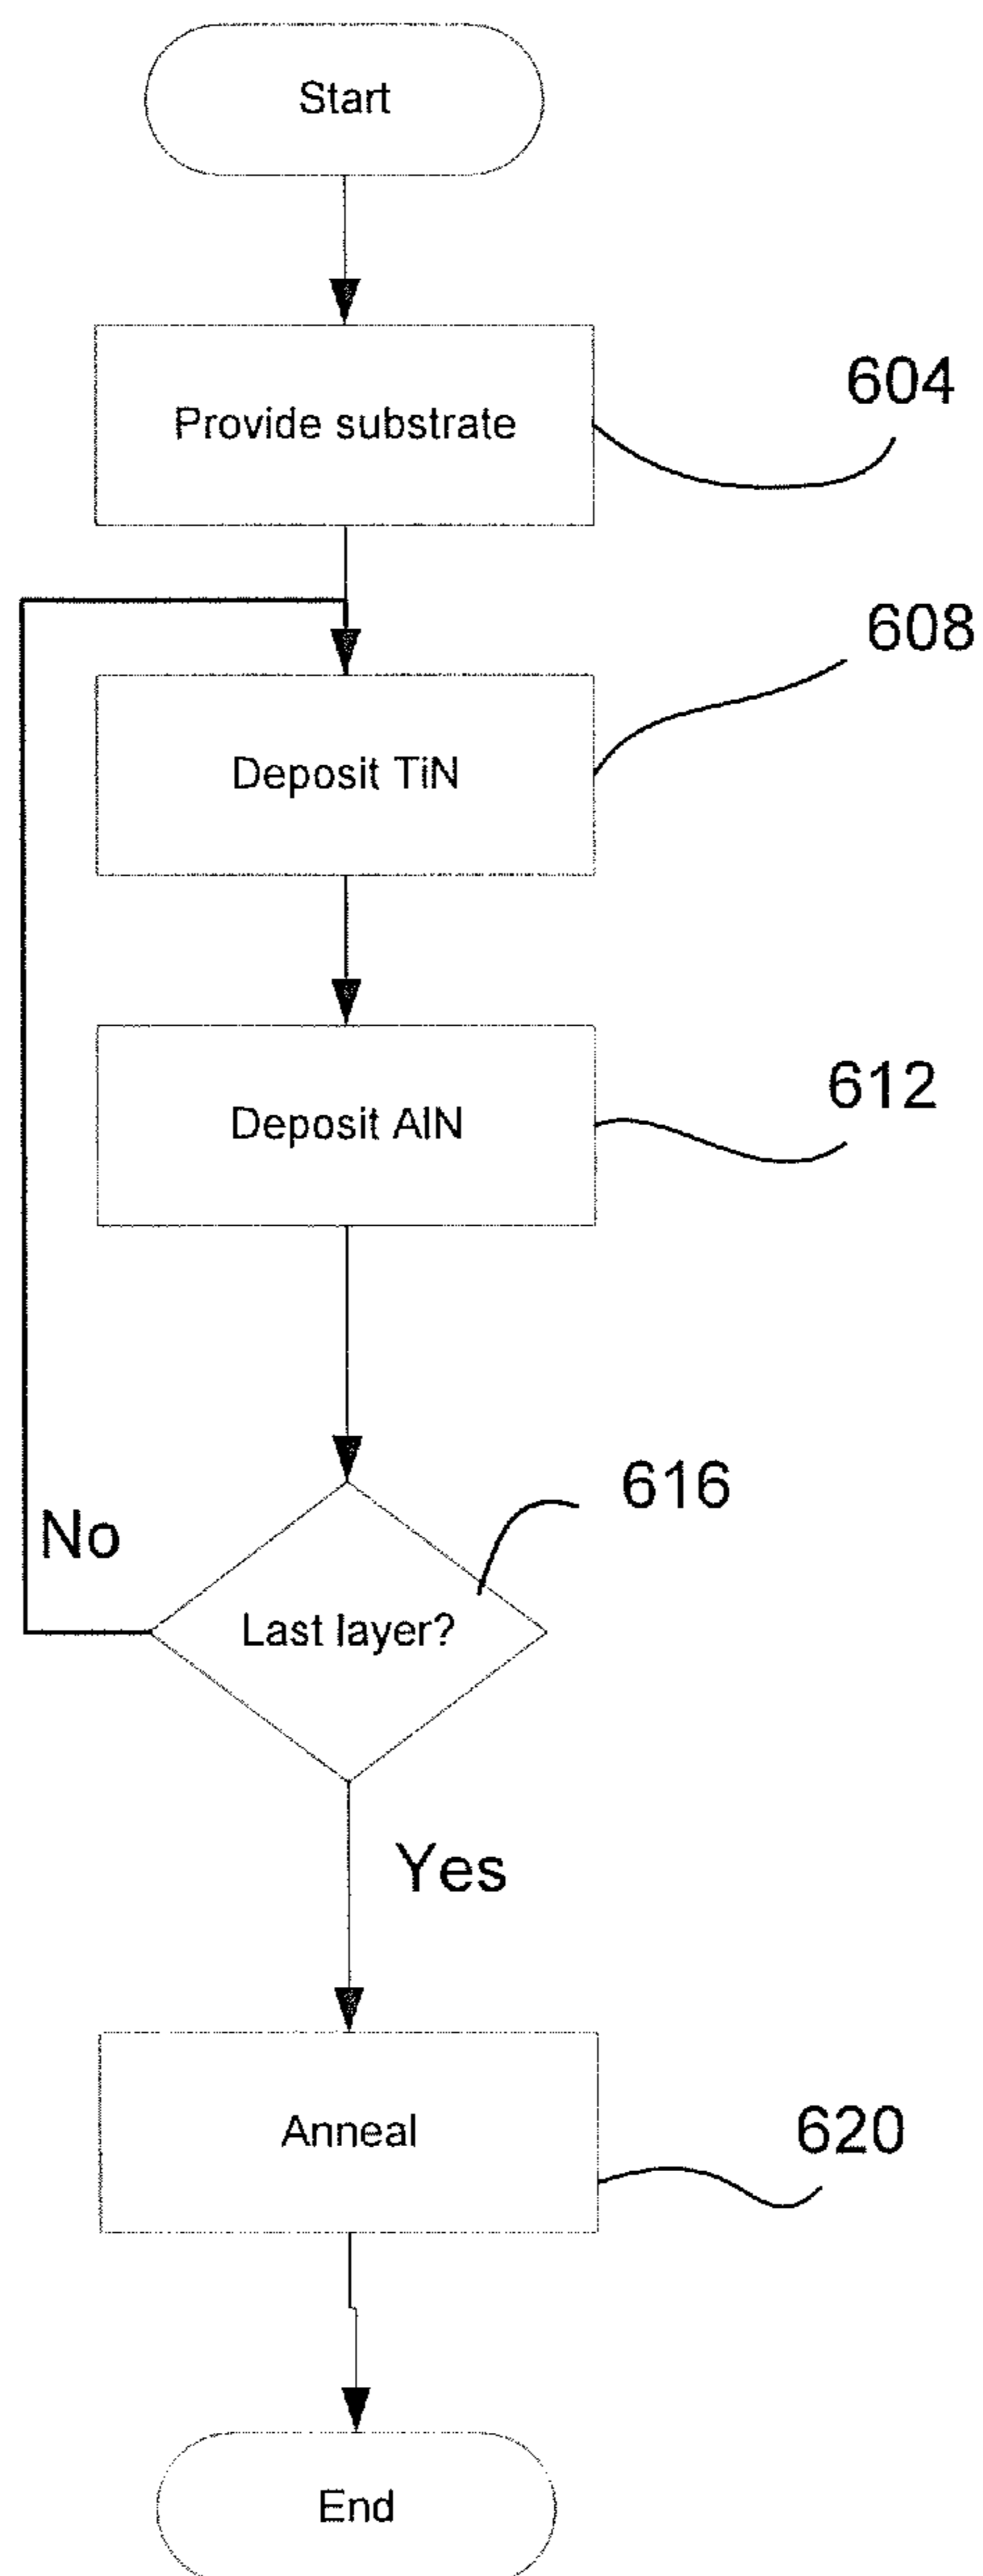 Start
Provide substrate
604
608
Deposit TiN
Deposit AlN
612
616
No
Last layer?
Yes
Anneal
620
End